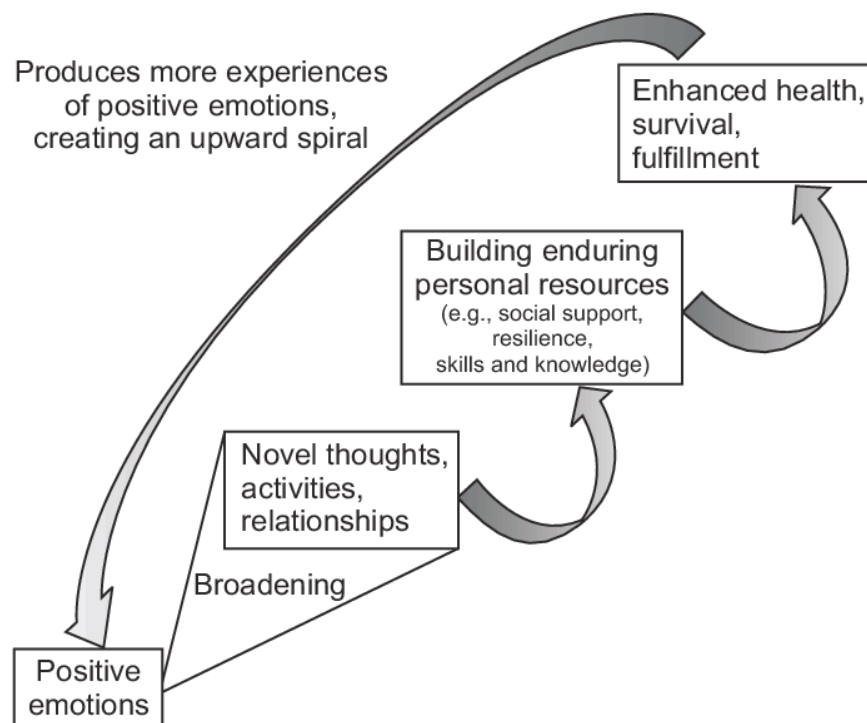 Produces more experiences
of positive emotions,
creating an upward spiral
Enhanced health,
survival,
fulfillment
Building enduring
personal resources
(e.g., social support,
resilience,
skills and knowledge)
Novel thoughts,
activities,
relationships
Broadening
Positive
emotions